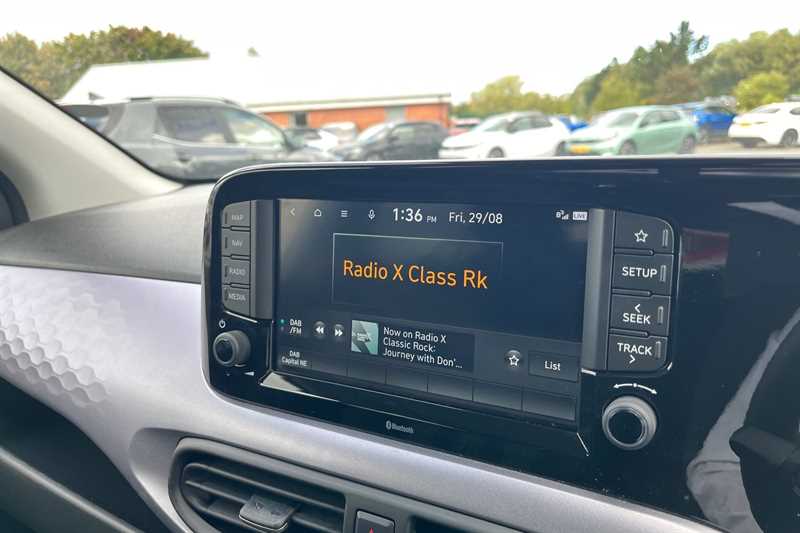 1:36 PM Fri, 29/08 LIVE
Radio X Class Rk
DAB
/FM
Now on Radio X
Classic Rock:
Journey with Don'...
List
DAB
Capital NE
MAP
NAV
RADIO
MEDIA
SETUP
SEEK
TRACK
Bluetooth